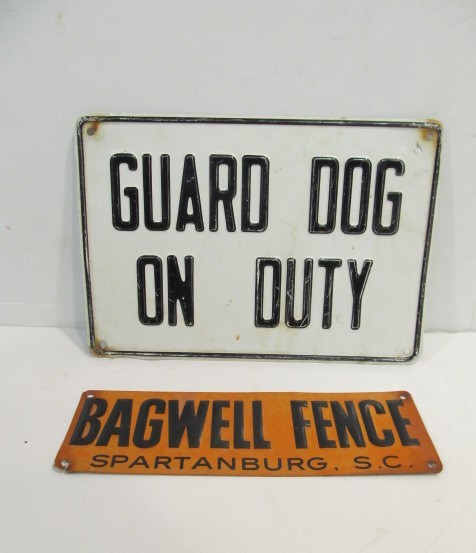 GUARD DOG
ON DUTY
BAGWELL FENCE
SPARTANBURG, S.C.